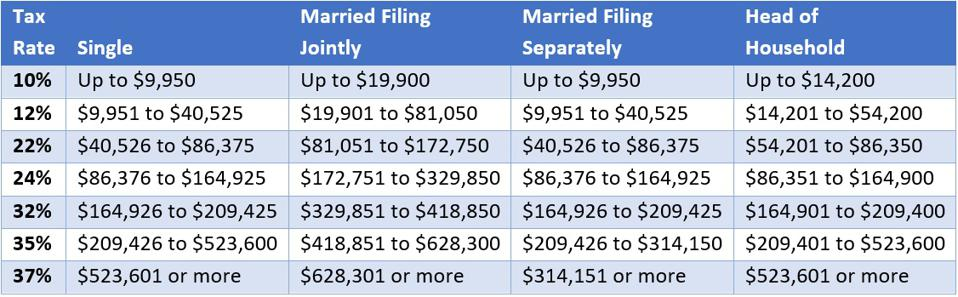 Tax Rate Single Married Filing Jointly Married Filing Separately Head of Household
10% Up to $9,950 Up to $19,900 Up to $9,950 Up to $14,200
12% $9,951 to $40,525 $19,901 to $81,050 $9,951 to $40,525 $14,201 to $54,200
22% $40,526 to $86,375 $81,051 to $172,750 $40,526 to $86,375 $54,201 to $86,350
24% $86,376 to $164,925 $172,751 to $329,850 $86,376 to $164,925 $86,351 to $164,900
32% $164,926 to $209,425 $329,851 to $418,850 $164,926 to $209,425 $164,901 to $209,400
35% $209,426 to $523,600 $418,851 to $628,300 $209,426 to $314,150 $209,401 to $523,600
37% $523,601 or more $628,301 or more $314,151 or more $523,601 or more